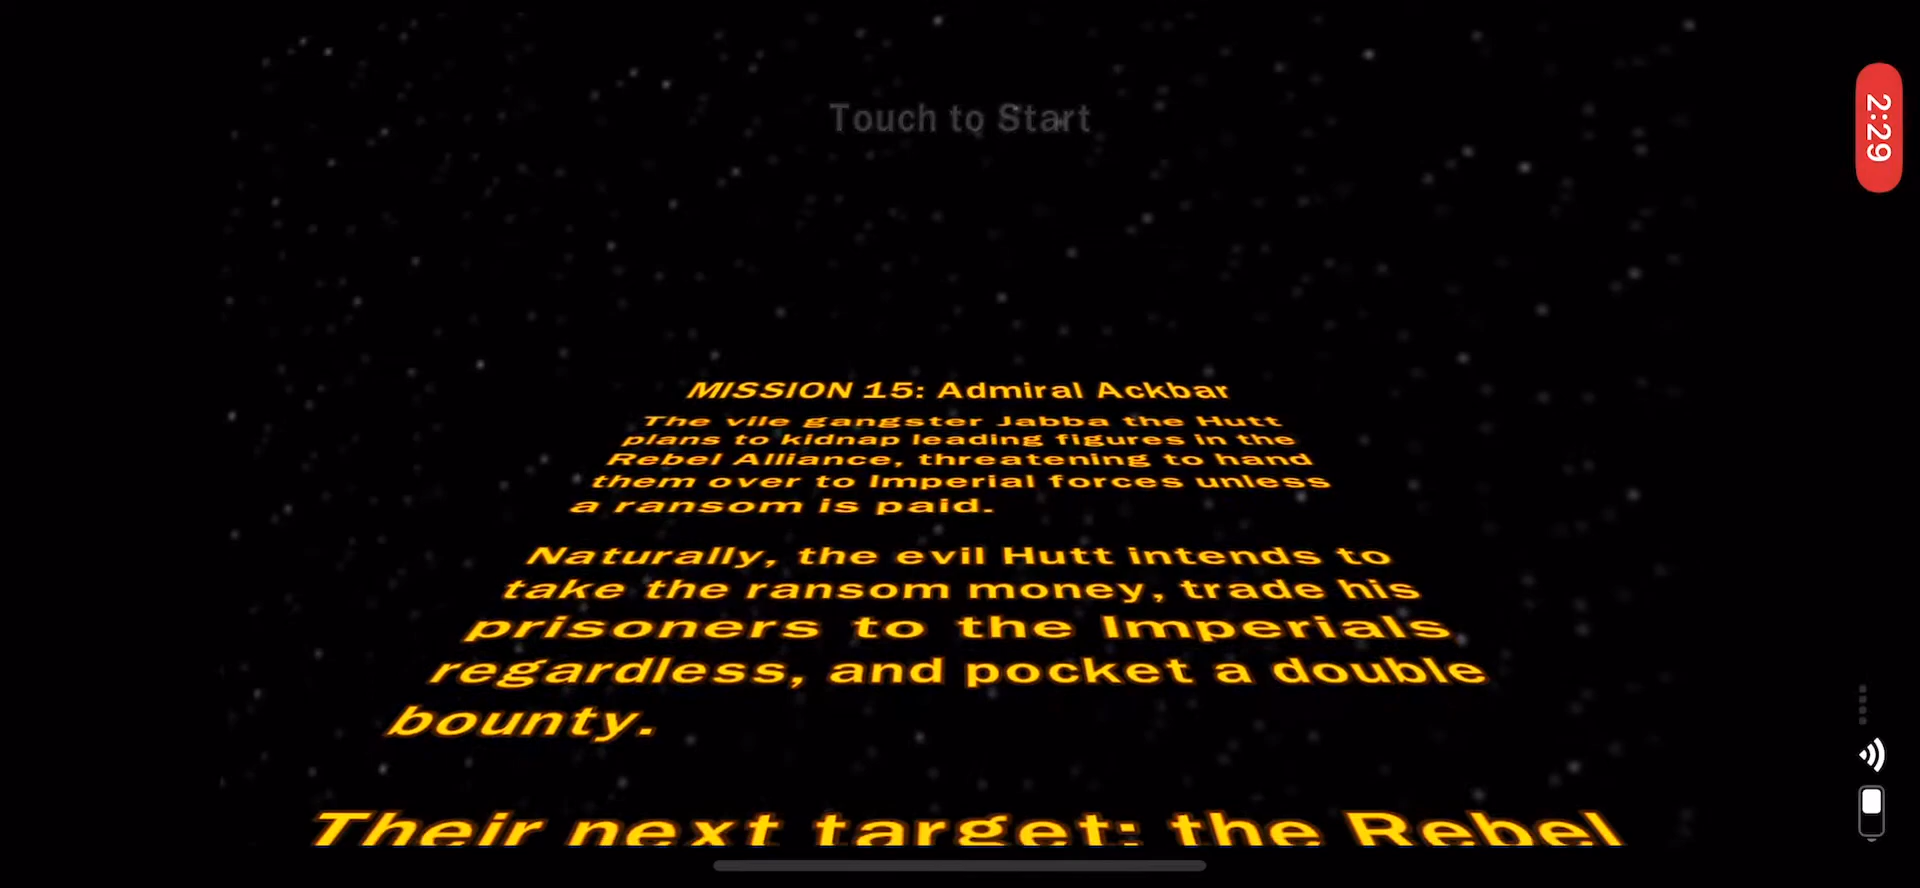 Touch to Start
2:29
MISSION 15: Admiral Ackbar
The vile gangster Jabba the Hutt
plans to kidnap leading figures in the
Rebel Alliance, threatening to hand
them over to Imperial forces unless
a ransom is paid.
Naturally, the evil Hutt intends to
take the ransom money, trade his
prisoners to the Imperials
regardless, and pocket a double
bounty.
Their next target: the Rebel